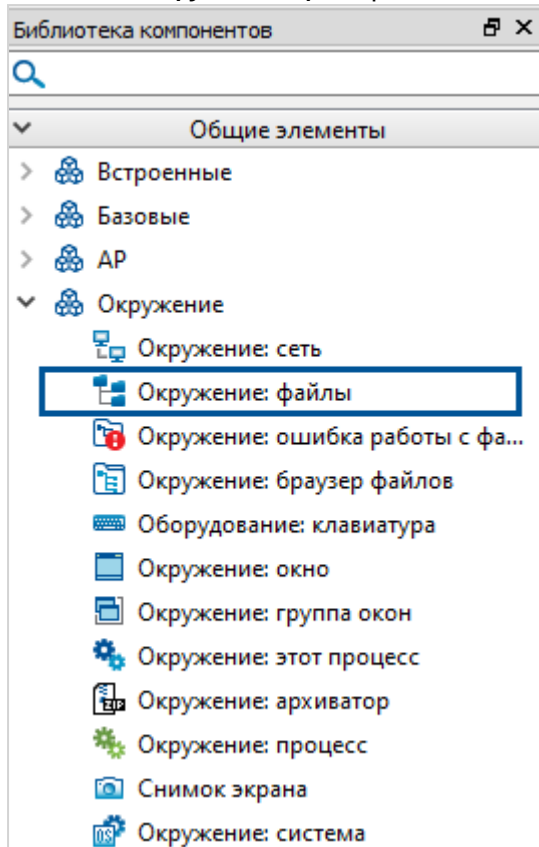 Библиотека компонентов
Общие элементы
Встроенные
Базовые
АР
Окружение
Окружение: сеть
Окружение: файлы
Окружение: ошибка работы с фа...
Окружение: браузер файлов
Оборудование: клавиатура
Окружение: окно
Окружение: группа окон
Окружение: этот процесс
Окружение: архиватор
Окружение: процесс
Снимок экрана
Окружение: система